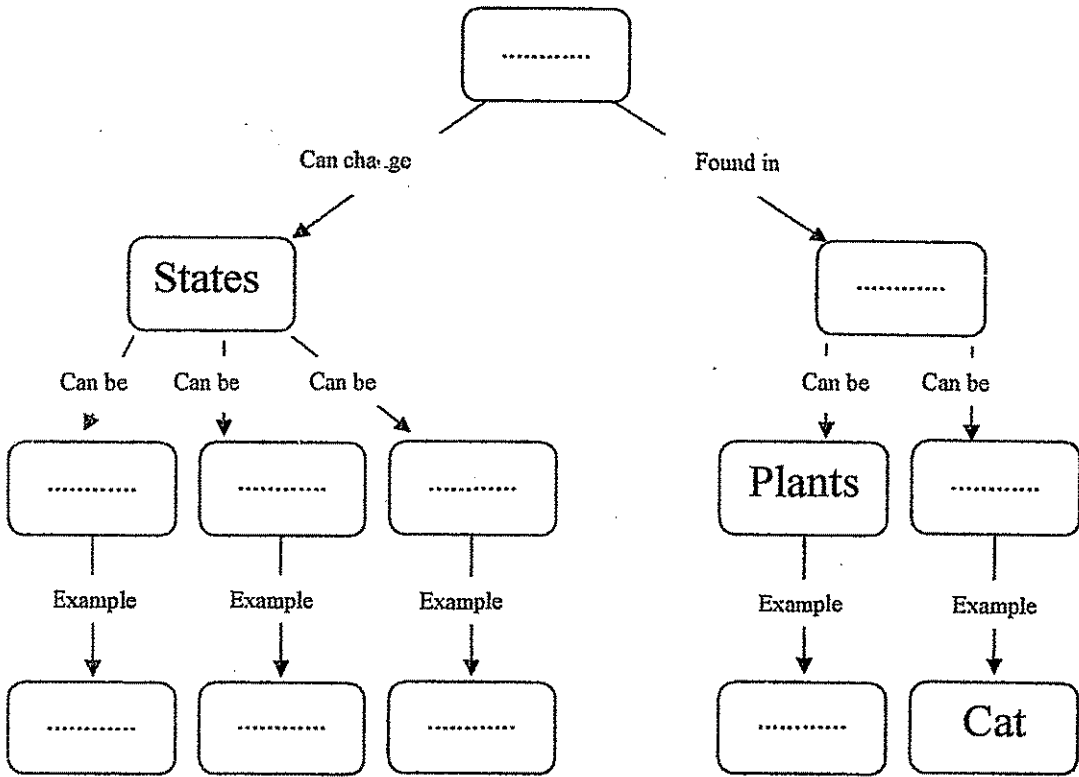 ............
Can change
Found in
States
............
Can be Can be Can be
Can be Can be
............ ............ ............
Plants ............
Example Example Example
Example Example
............ ............ ............
............ Cat